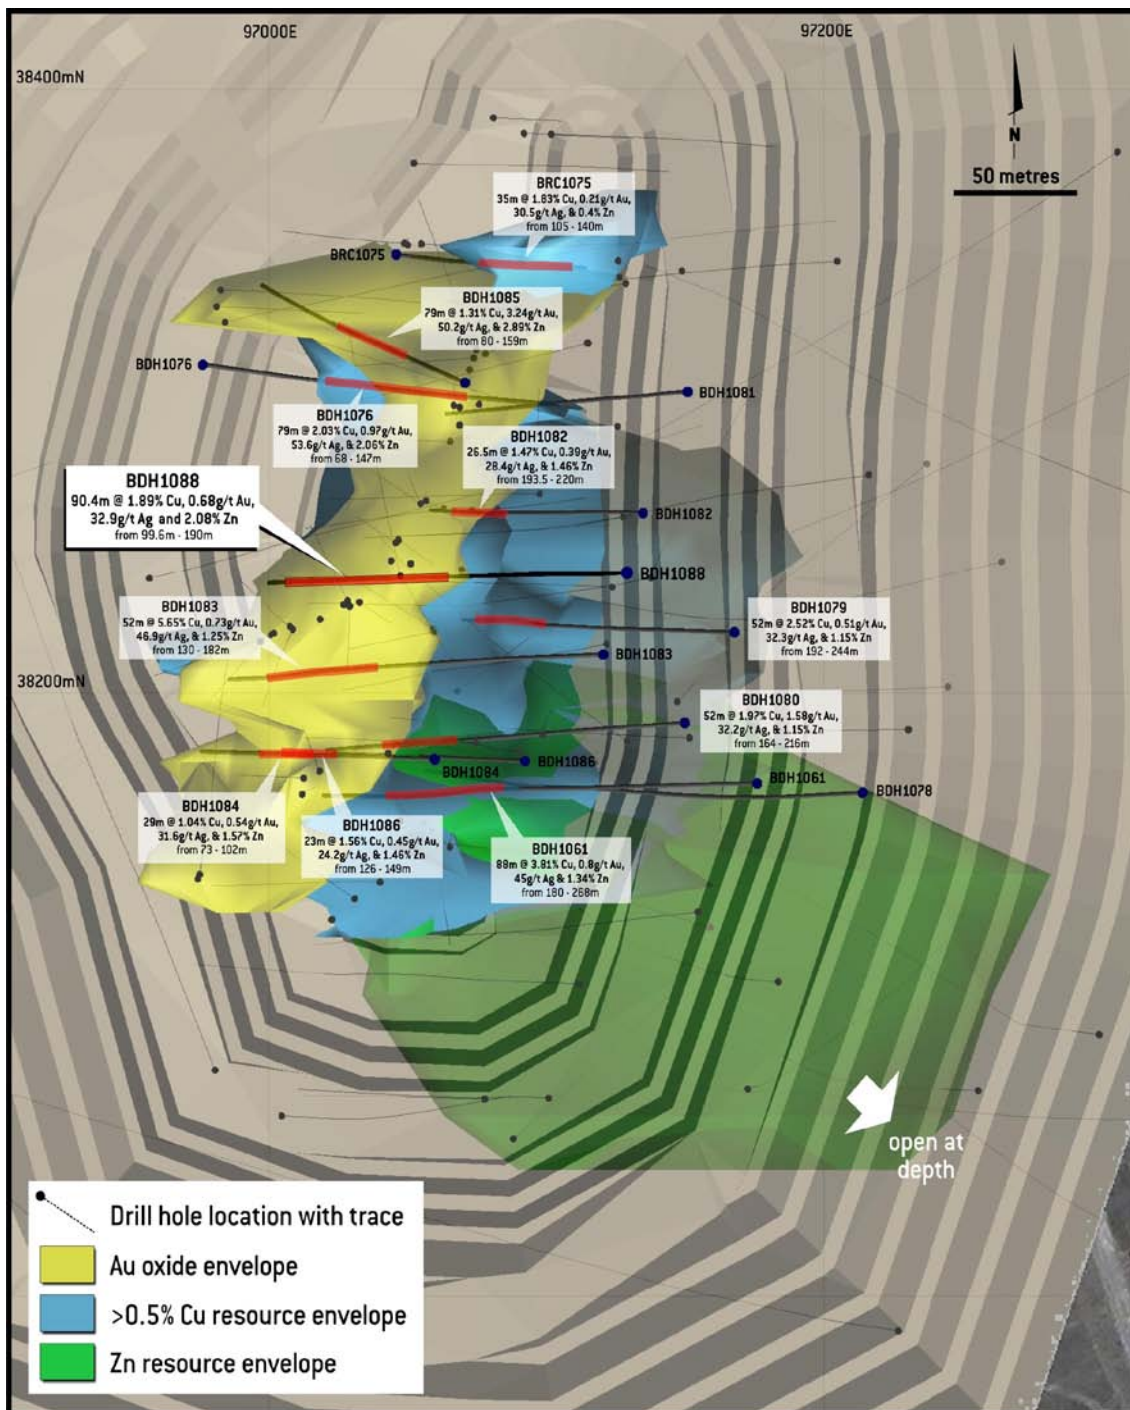 97000E
97200E
38400mN
N
50 metres
BRC1075
35m @ 1.83% Cu, 0.21g/t Au,
30.5g/t Ag, & 0.4% Zn
from 105 - 140m
BRC1075
BDH1085
79m @ 1.31% Cu, 3.24g/t Au,
50.2g/t Ag, & 2.89% Zn
from 80 - 159m
BDH1076
BDH1081
BDH1076
79m @ 2.03% Cu, 0.97g/t Au,
53.6g/t Ag, & 2.06% Zn
from 68 - 147m
BDH1082
26.5m @ 1.47% Cu, 0.39g/t Au,
28.4g/t Ag, & 1.46% Zn
from 193.5 - 220m
BDH1088
90.4m @ 1.89% Cu, 0.68g/t Au,
32.9g/t Ag and 2.08% Zn
from 99.6m - 190m
BDH1082
BDH1088
BDH1083
52m @ 5.65% Cu, 0.73g/t Au,
46.9g/t Ag, & 1.25% Zn
from 130 - 182m
BDH1079
52m @ 2.52% Cu, 0.51g/t Au,
32.3g/t Ag, & 1.15% Zn
from 192 - 244m
BDH1083
38200mN
BDH1080
52m @ 1.97% Cu, 1.58g/t Au,
32.2g/t Ag, & 1.15% Zn
from 164 - 216m
BDH1084
BDH1086
BDH1061
BDH1078
BDH1084
29m @ 1.04% Cu, 0.54g/t Au,
31.6g/t Ag, & 1.57% Zn
from 73 - 102m
BDH1086
23m @ 1.56% Cu, 0.45g/t Au,
24.2g/t Ag, & 1.46% Zn
from 126 - 149m
BDH1061
88m @ 3.81% Cu, 0.8g/t Au,
45g/t Ag & 1.34% Zn
from 180 - 268m
open at
depth
Drill hole location with trace
Au oxide envelope
>0.5% Cu resource envelope
Zn resource envelope